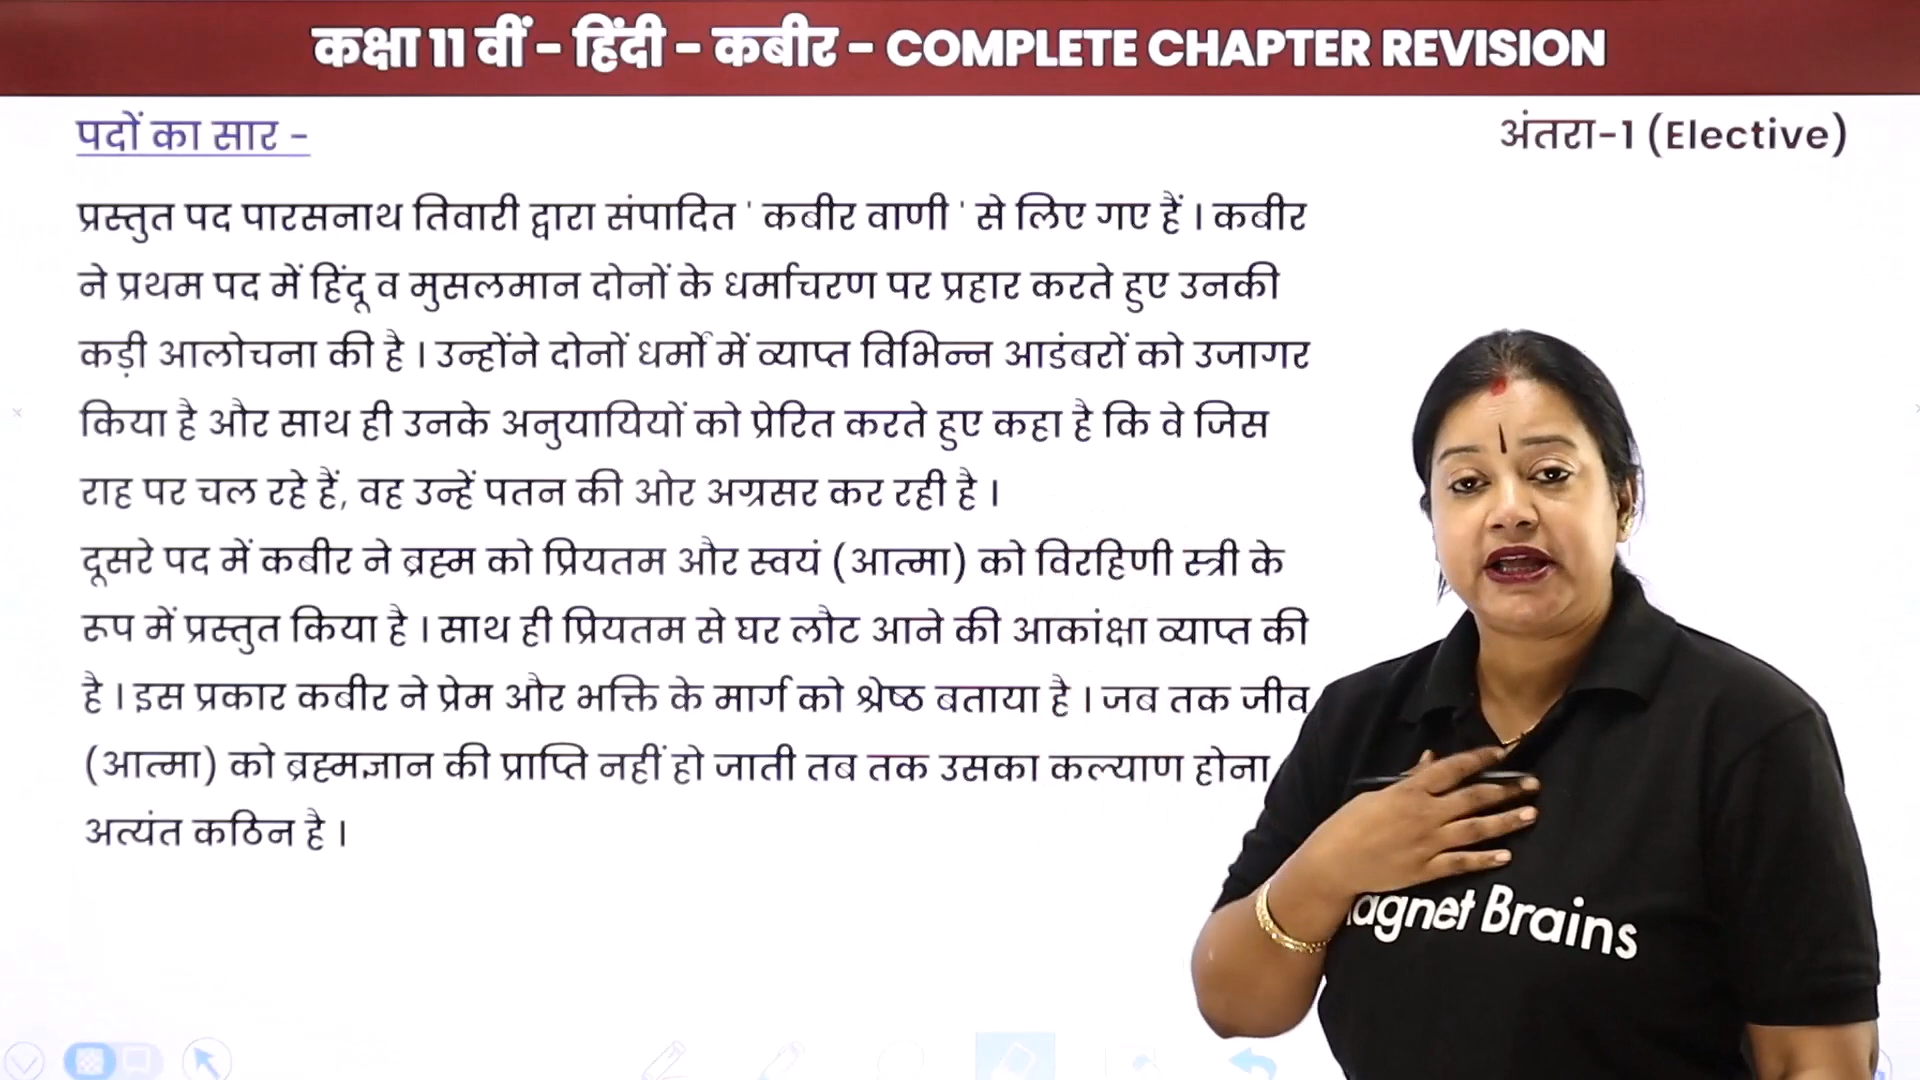 कक्षा 11 वीं – हिंदी – कबीर – COMPLETE CHAPTER REVISION
पदों का सार –
अंतरा-1 (Elective)
प्रस्तुत पद पारसनाथ तिवारी द्वारा संपादित ' कबीर वाणी ' से लिए गए हैं । कबीर
ने प्रथम पद में हिंदू व मुसलमान दोनों के धर्माचरण पर प्रहार करते हुए उनकी
कड़ी आलोचना की है । उन्होंने दोनों धर्मों में व्याप्त विभिन्न आडंबरों को उजागर
किया है और साथ ही उनके अनुयायियों को प्रेरित करते हुए कहा है कि वे जिस
राह पर चल रहे हैं, वह उन्हें पतन की ओर अग्रसर कर रही है ।
दूसरे पद में कबीर ने ब्रह्म को प्रियतम और स्वयं (आत्मा) को विरहिणी स्त्री के
रूप में प्रस्तुत किया है । साथ ही प्रियतम से घर लौट आने की आकांक्षा व्याप्त की
है । इस प्रकार कबीर ने प्रेम और भक्ति के मार्ग को श्रेष्ठ बताया है । जब तक जीव
(आत्मा) को ब्रह्मज्ञान की प्राप्ति नहीं हो जाती तब तक उसका कल्याण होना
अत्यंत कठिन है ।
agnet Brains